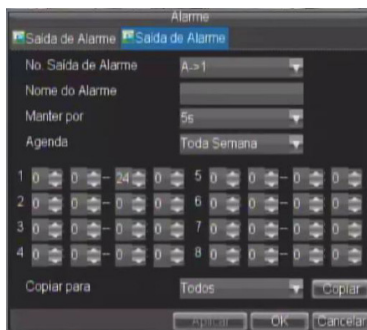 Alarme
Saída de Alarme Saída de Alarme
No. Saída de Alarme A->1
Nome do Alarme
Manter por 5s
Agenda Toda Semana
1 0 0 - 24 0 5 0 0 - 0 0
2 0 0 - 0 0 6 0 0 - 0 0
3 0 0 - 0 0 7 0 0 - 0 0
4 0 0 - 0 0 8 0 0 - 0 0
Copiar para Todos Copiar
Aplicar OK Cancelar